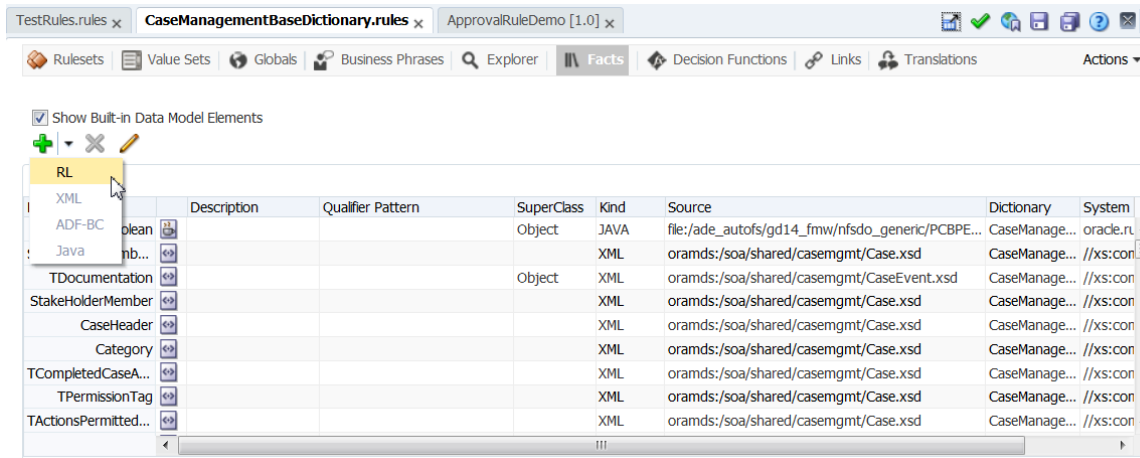 TestRules.rules x CaseManagementBaseDictionary.rules x ApprovalRuleDemo [1.0] x
Rulesets Value Sets Globals Business Phrases Explorer Facts Decision Functions Links Translations Actions
Show Built-in Data Model Elements
RL
XML
ADF-BC
Java
Description Qualifier Pattern SuperClass Kind Source Dictionary System
olean Object JAVA file:/ade_autofs/gd14_fmw/nfsdo_generic/PCBPE... CaseManage... oracle.ru
mb... XML oramds:/soa/shared/casemgmt/Case.xsd CaseManage... //xs:con
TDocumentation Object XML oramds:/soa/shared/casemgmt/CaseEvent.xsd CaseManage... //xs:con
StakeHolderMember XML oramds:/soa/shared/casemgmt/Case.xsd CaseManage... //xs:con
CaseHeader XML oramds:/soa/shared/casemgmt/Case.xsd CaseManage... //xs:con
Category XML oramds:/soa/shared/casemgmt/Case.xsd CaseManage... //xs:con
TCompletedCaseA... XML oramds:/soa/shared/casemgmt/Case.xsd CaseManage... //xs:con
TPermissionTag XML oramds:/soa/shared/casemgmt/Case.xsd CaseManage... //xs:con
TActionsPermitted... XML oramds:/soa/shared/casemgmt/Case.xsd CaseManage... //xs:con